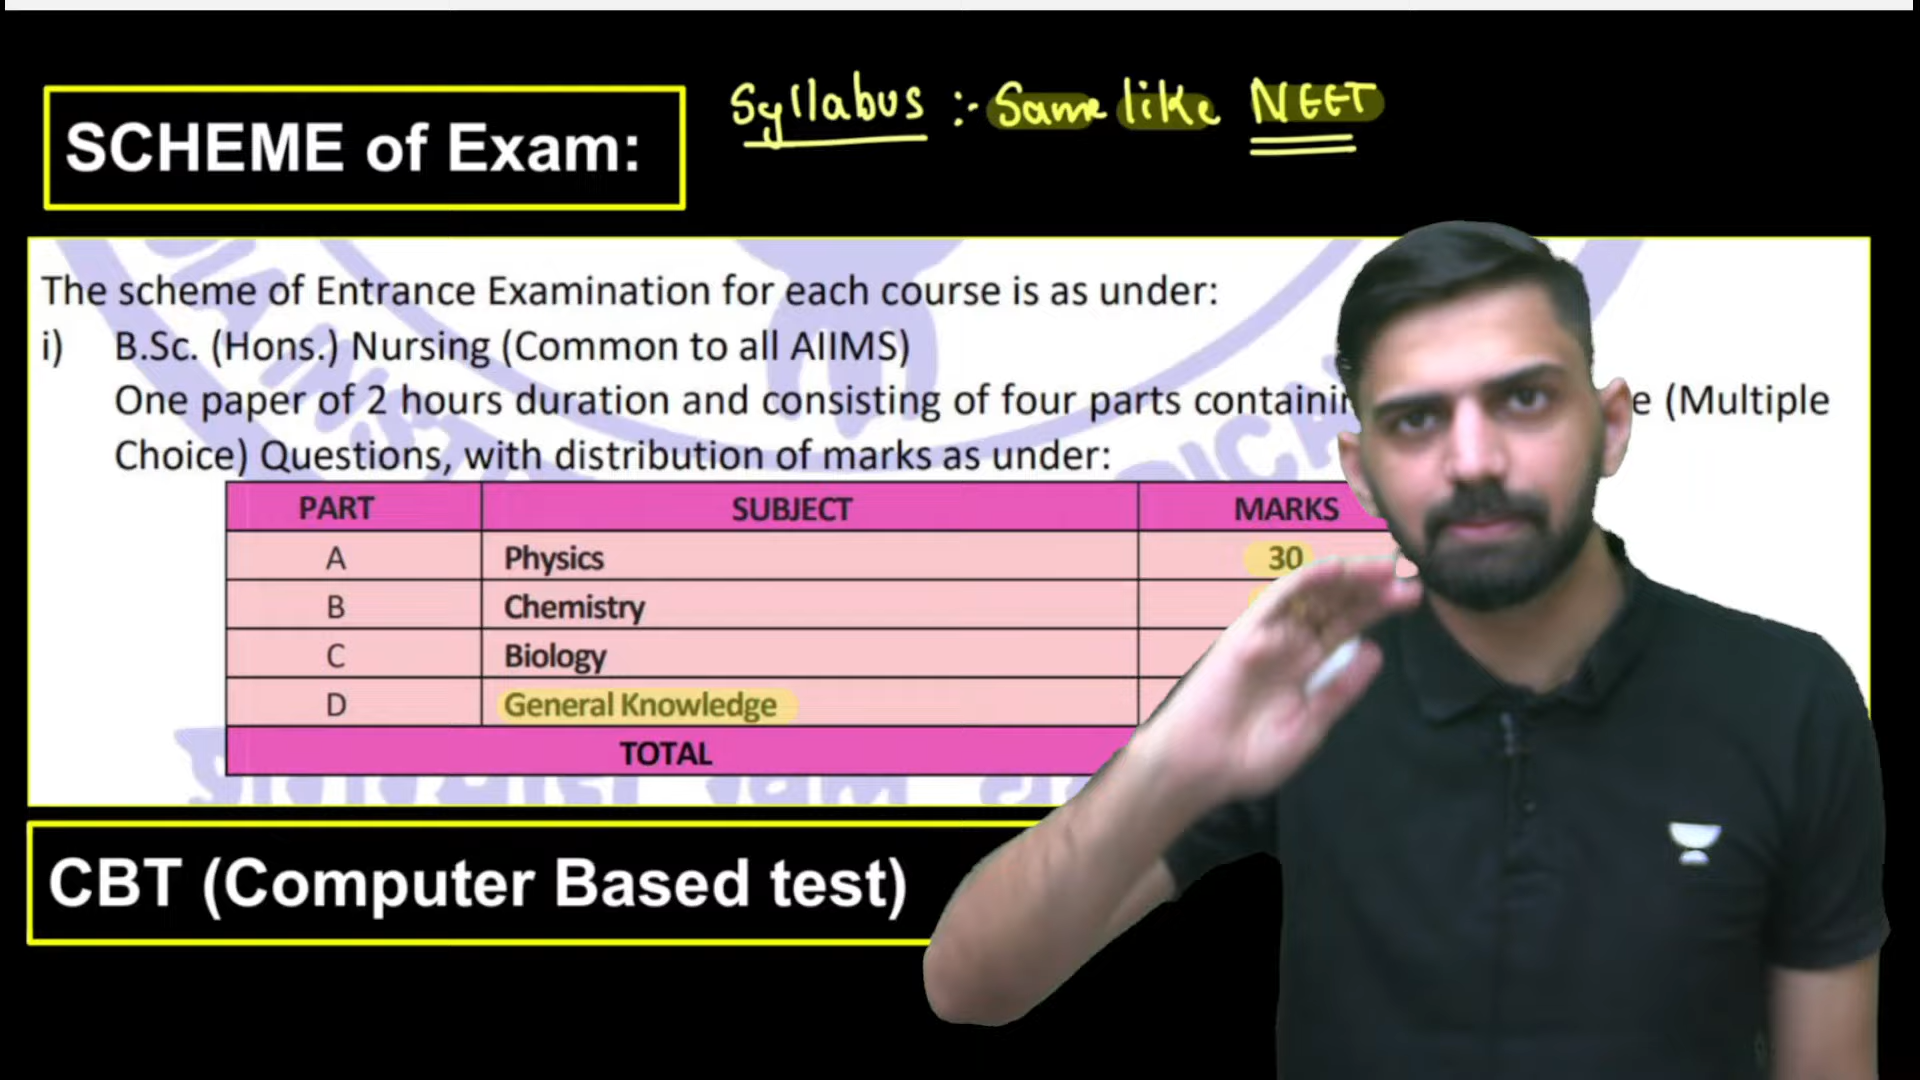 Syllabus :- Same like NEET
SCHEME of Exam:
The scheme of Entrance Examination for each course is as under:
i) B.Sc. (Hons.) Nursing (Common to all AIIMS)
One paper of 2 hours duration and consisting of four parts e (Multiple
Choice) Questions, with distribution of marks as under:
PART SUBJECT MARKS
A Physics 30
B Chemistry
C Biology
D General Knowledge
TOTAL
CBT (Computer Based test)